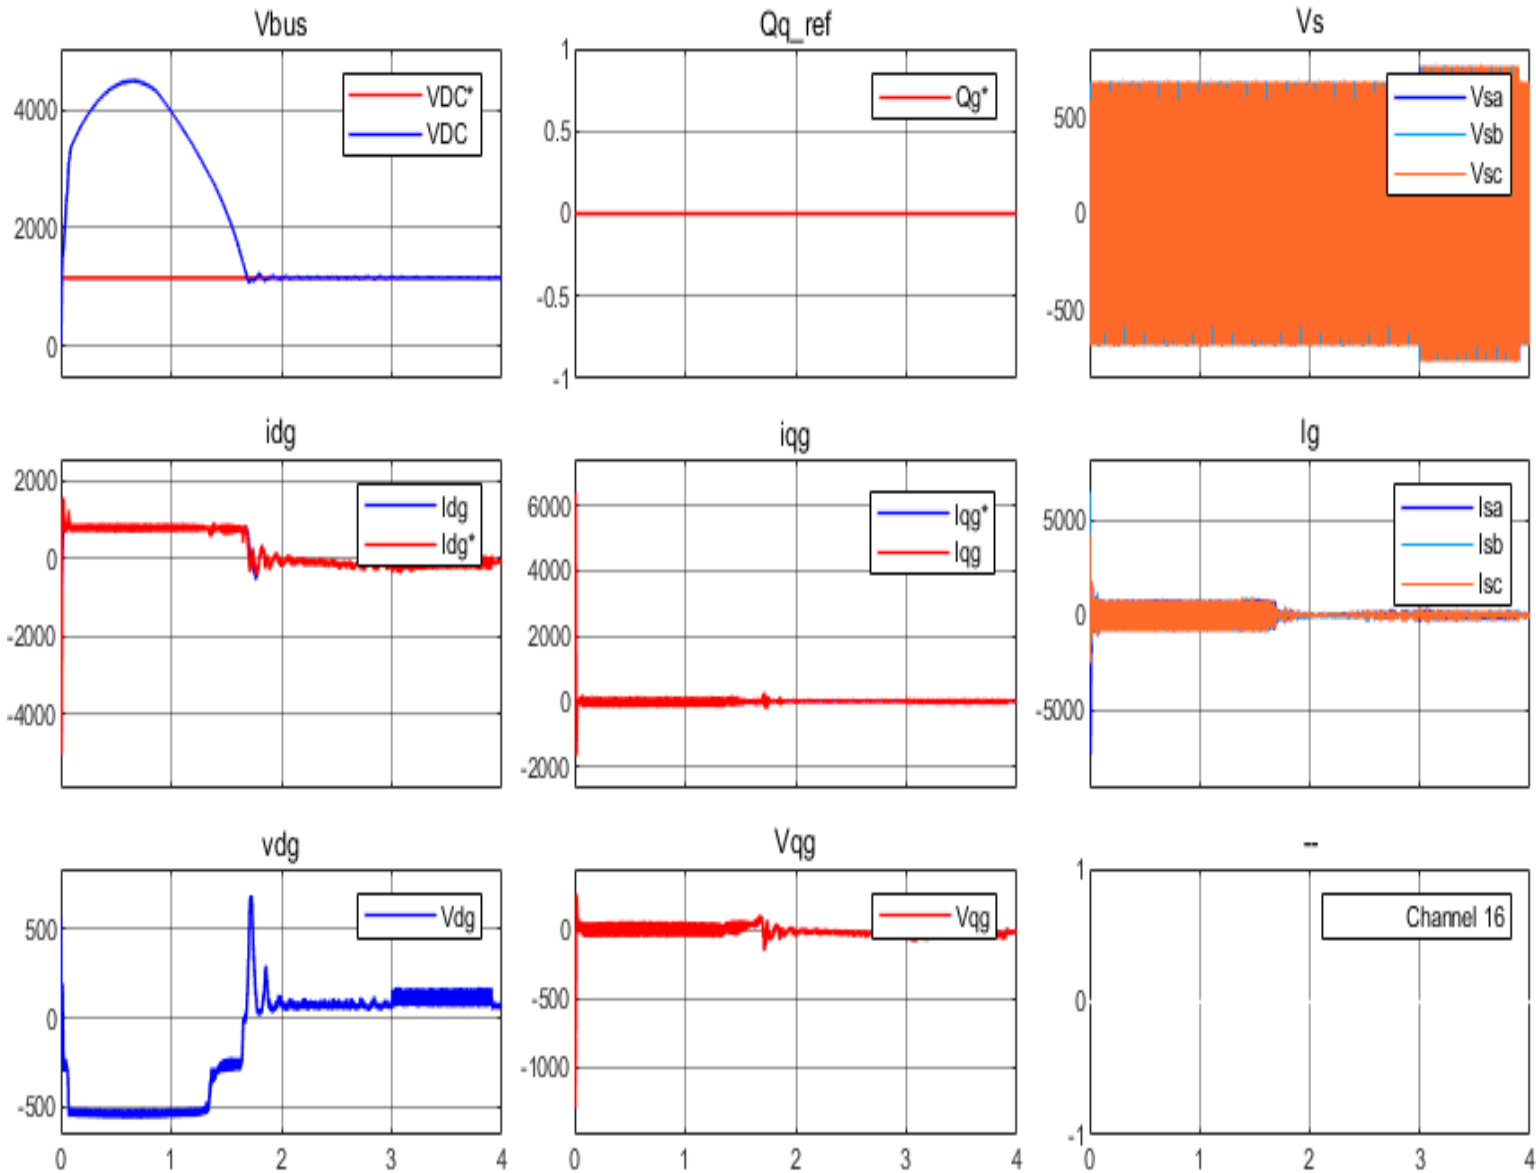 Vbus
4000
2000
0
VDC*
VDC
Qq_ref
1
0.5
0
-0.5
-1
Qg*
Vs
500
0
-500
Vsa
Vsb
Vsc
idg
2000
0
-2000
-4000
Idg
Idg*
iqg
6000
4000
2000
0
-2000
Iqg*
Iqg
Ig
5000
0
-5000
Isa
Isb
Isc
vdg
500
0
-500
Vdg
0 1 2 3 4
Vqg
0
-500
-1000
Vqg
0 1 2 3 4
--
1
0
-1
Channel 16
0 1 2 3 4